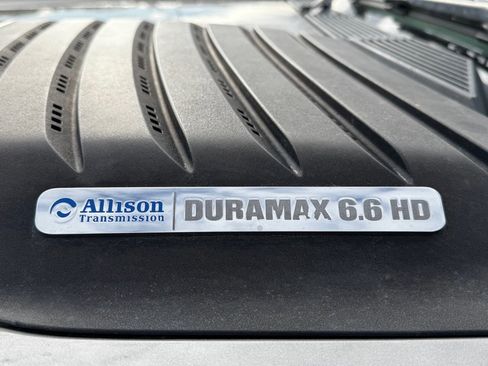 Allison
Transmission
DURAMAX 6.6 HD